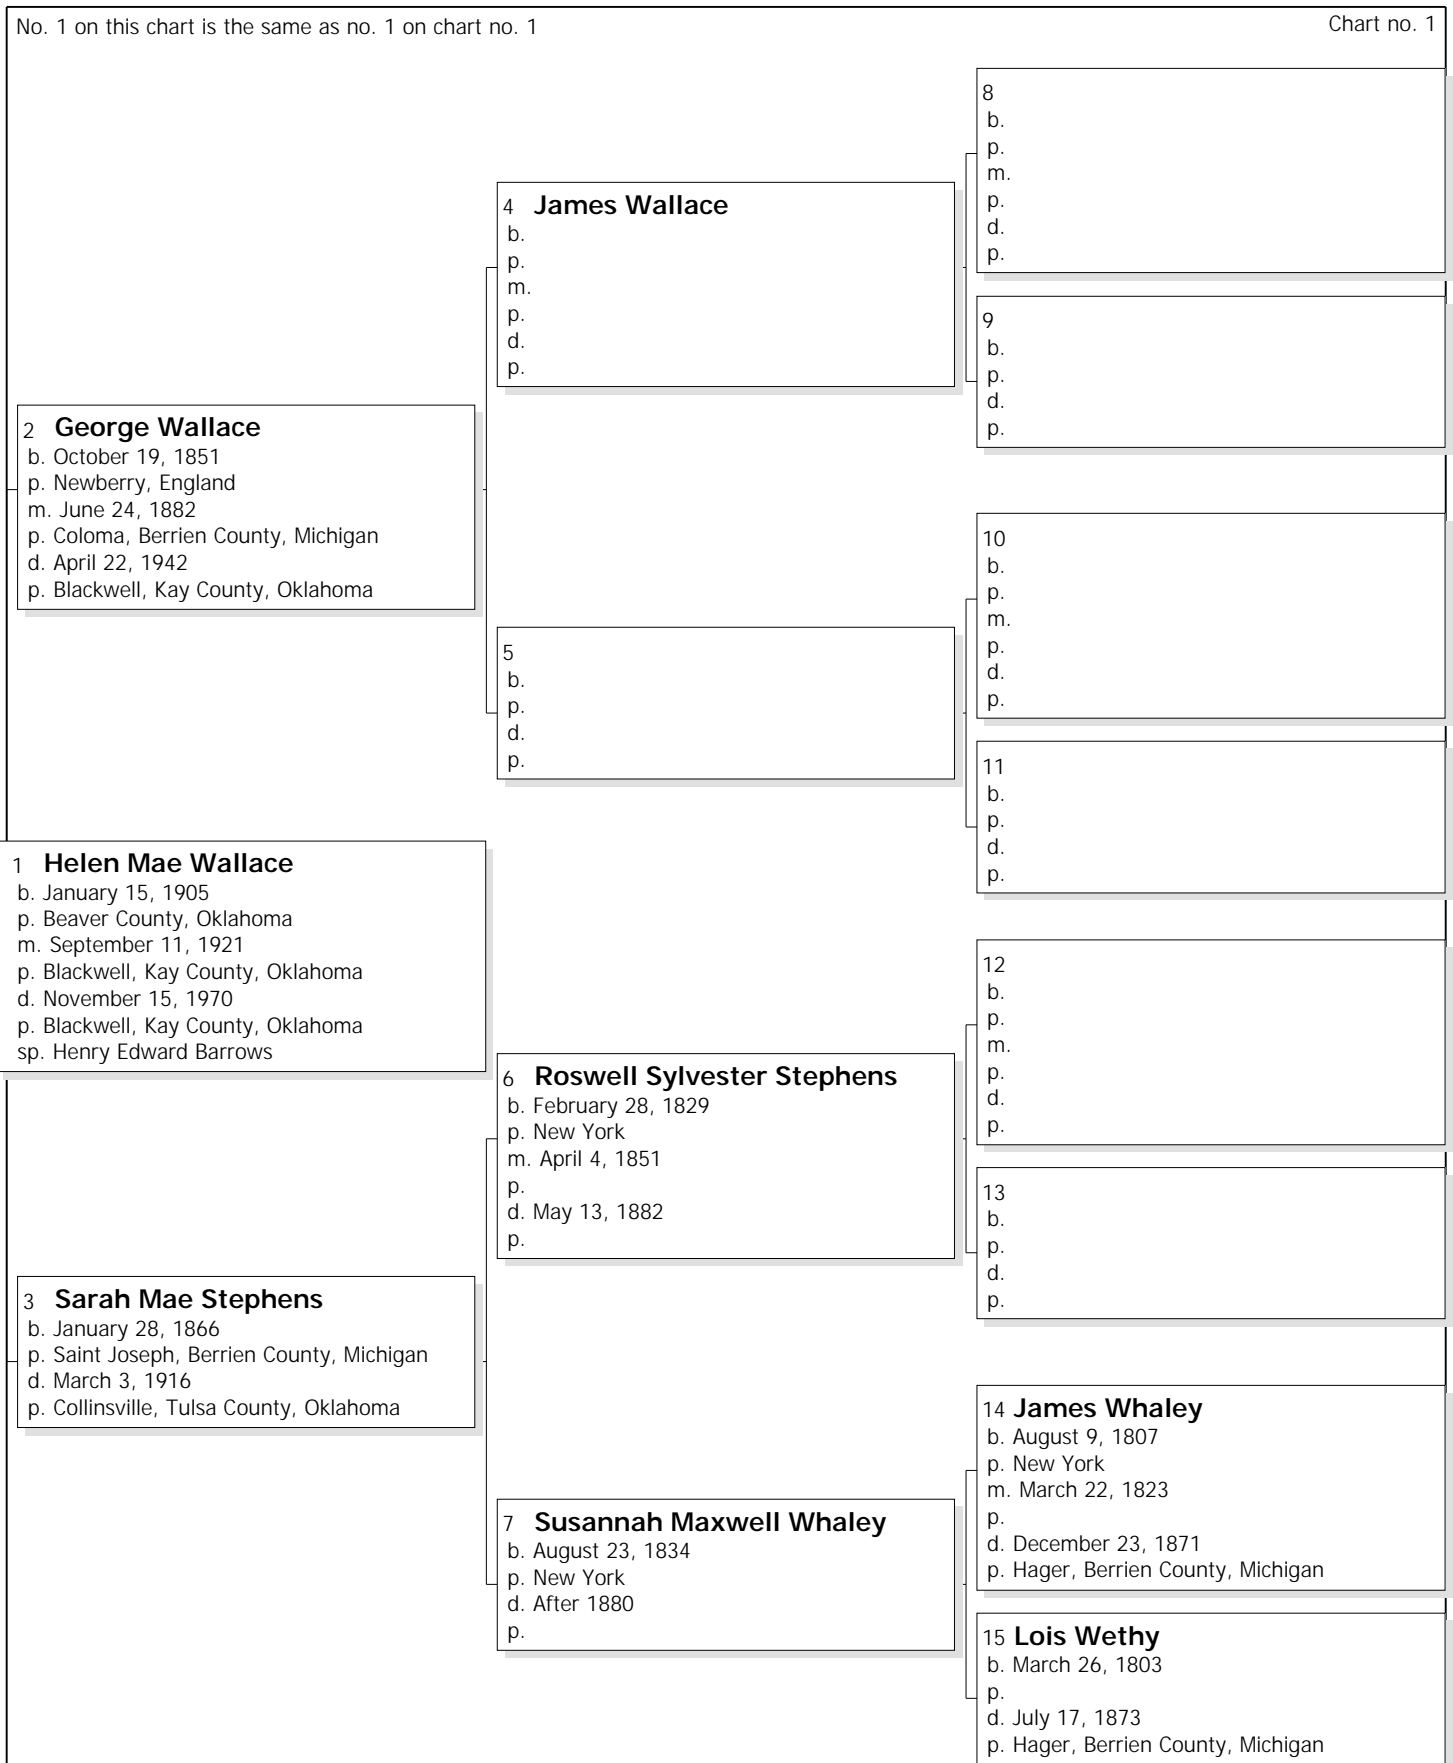 No. 1 on this chart is the same as no. 1 on chart no. 1
Chart no. 1
8
b.
p.
m.
p.
d.
p.
4 James Wallace
b.
p.
m.
p.
d.
p.
9
b.
p.
d.
p.
2 George Wallace
b. October 19, 1851
p. Newberry, England
m. June 24, 1882
p. Coloma, Berrien County, Michigan
d. April 22, 1942
p. Blackwell, Kay County, Oklahoma
10
b.
p.
m.
p.
d.
p.
5
b.
p.
d.
p.
11
b.
p.
d.
p.
1 Helen Mae Wallace
b. January 15, 1905
p. Beaver County, Oklahoma
m. September 11, 1921
p. Blackwell, Kay County, Oklahoma
d. November 15, 1970
p. Blackwell, Kay County, Oklahoma
sp. Henry Edward Barrows
12
b.
p.
m.
p.
d.
p.
6 Roswell Sylvester Stephens
b. February 28, 1829
p. New York
m. April 4, 1851
p.
d. May 13, 1882
p.
13
b.
p.
d.
p.
3 Sarah Mae Stephens
b. January 28, 1866
p. Saint Joseph, Berrien County, Michigan
d. March 3, 1916
p. Collinsville, Tulsa County, Oklahoma
14 James Whaley
b. August 9, 1807
p. New York
m. March 22, 1823
p.
d. December 23, 1871
p. Hager, Berrien County, Michigan
7 Susannah Maxwell Whaley
b. August 23, 1834
p. New York
d. After 1880
p.
15 Lois Wethy
b. March 26, 1803
p.
d. July 17, 1873
p. Hager, Berrien County, Michigan